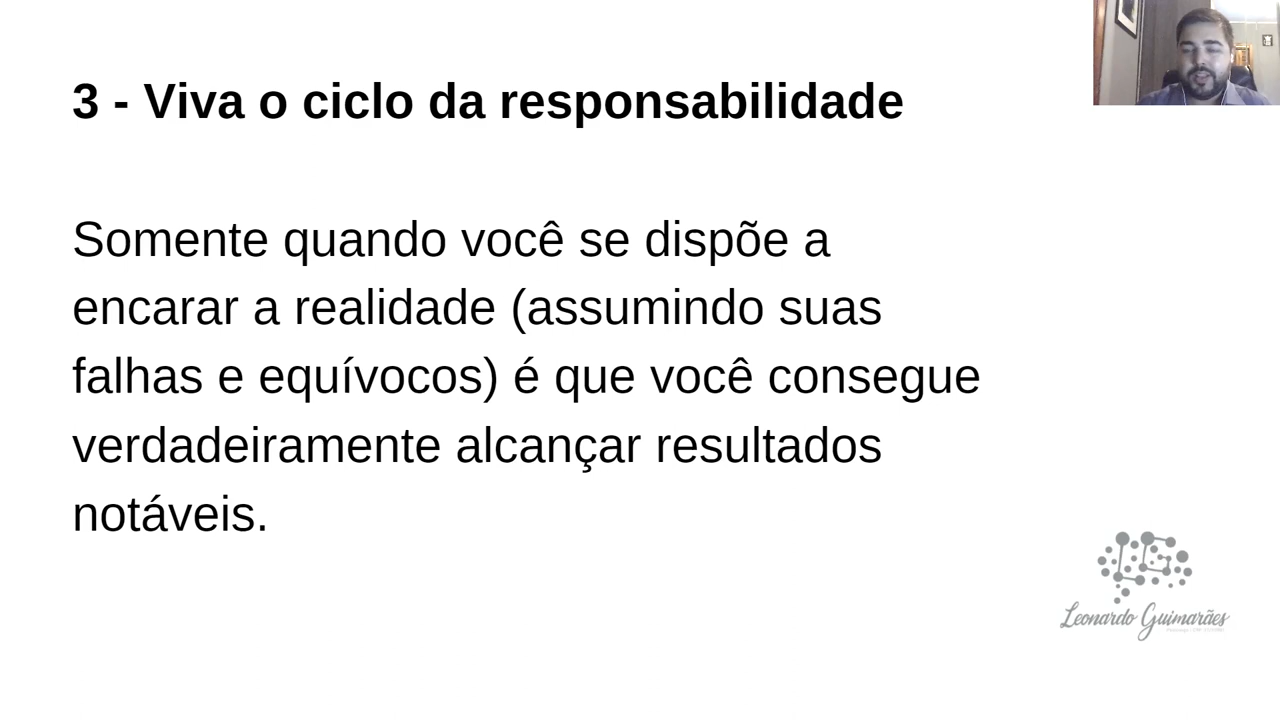 3 - Viva o ciclo da responsabilidade
Somente quando você se dispõe a
encarar a realidade (assumindo suas
falhas e equívocos) é que você consegue
verdadeiramente alcançar resultados
notáveis.
Leonardo Guimarães